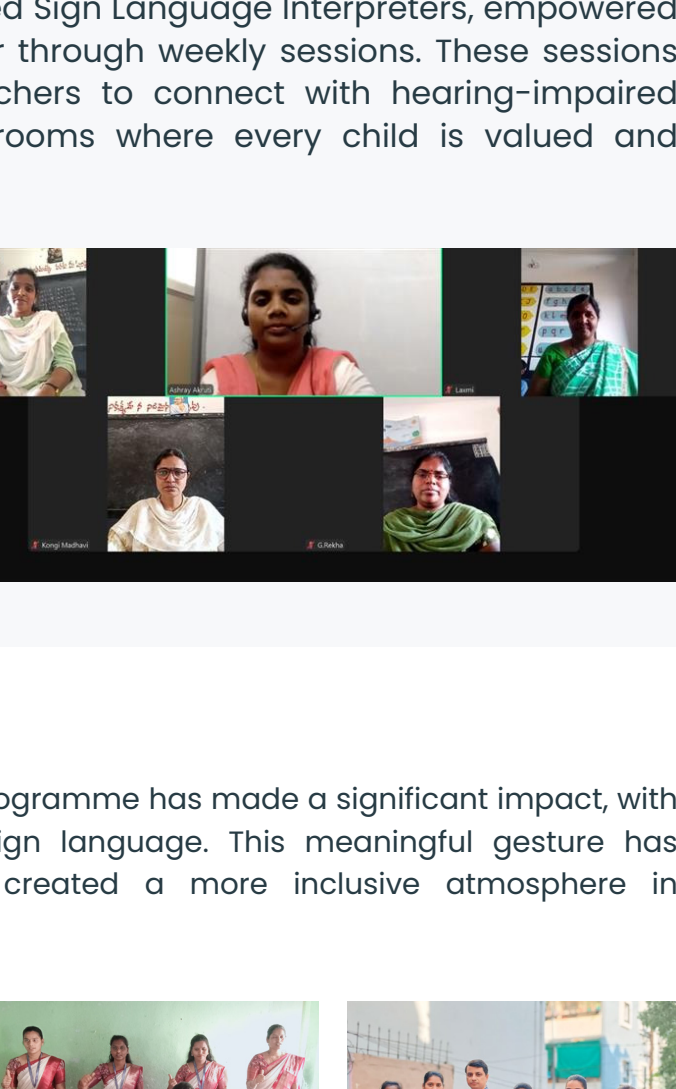 ed Sign Language Interpreters, empowered
r through weekly sessions. These sessions
chers to connect with hearing-impaired
rooms where every child is valued and
Ashray Akruti
Laxmi
p q r
Kongi Madhavi
G.Rekha
ogramme has made a significant impact, with
ign language. This meaningful gesture has
created a more inclusive atmosphere in